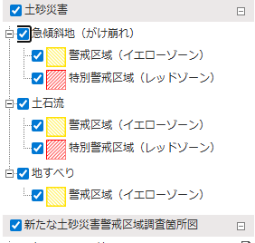 土砂災害
急傾斜地（がけ崩れ）
警戒区域（イエローゾーン）
特別警戒区域（レッドゾーン）
土石流
警戒区域（イエローゾーン）
特別警戒区域（レッドゾーン）
地すべり
警戒区域（イエローゾーン）
新たな土砂災害警戒区域調査箇所図